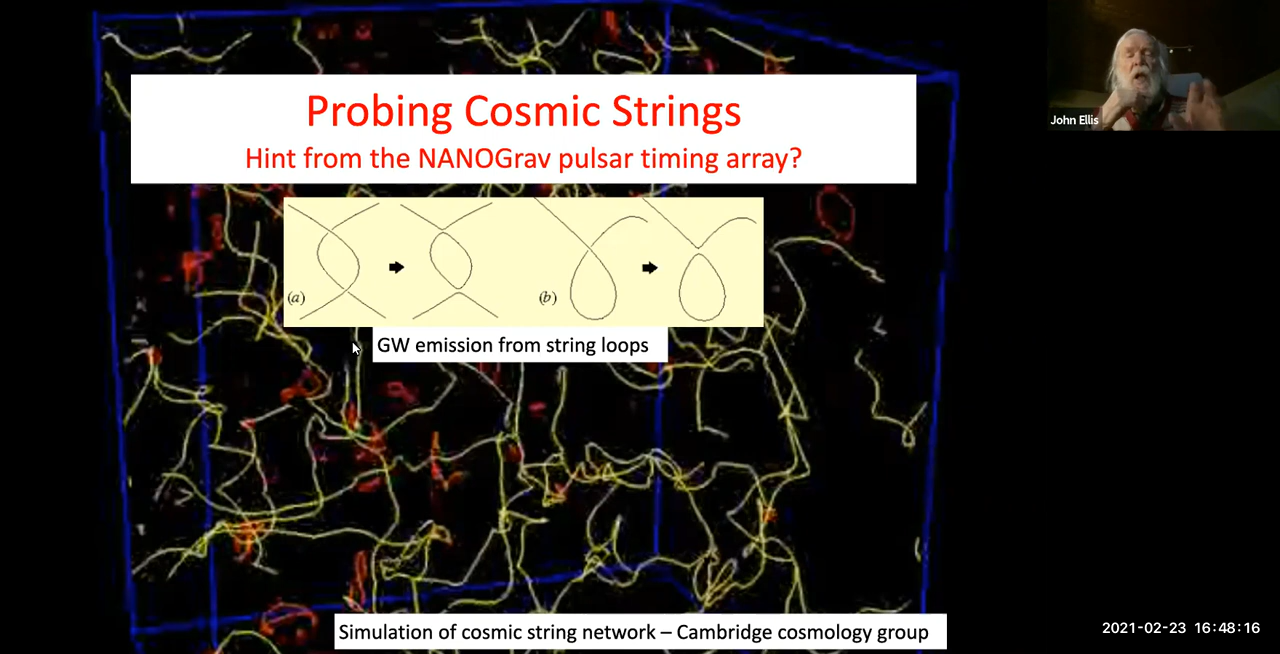 Probing Cosmic Strings
Hint from the NANOGrav pulsar timing array?
John Ellis
(a)
(b)
GW emission from string loops
Simulation of cosmic string network – Cambridge cosmology group
2021-02-23 16:48:16